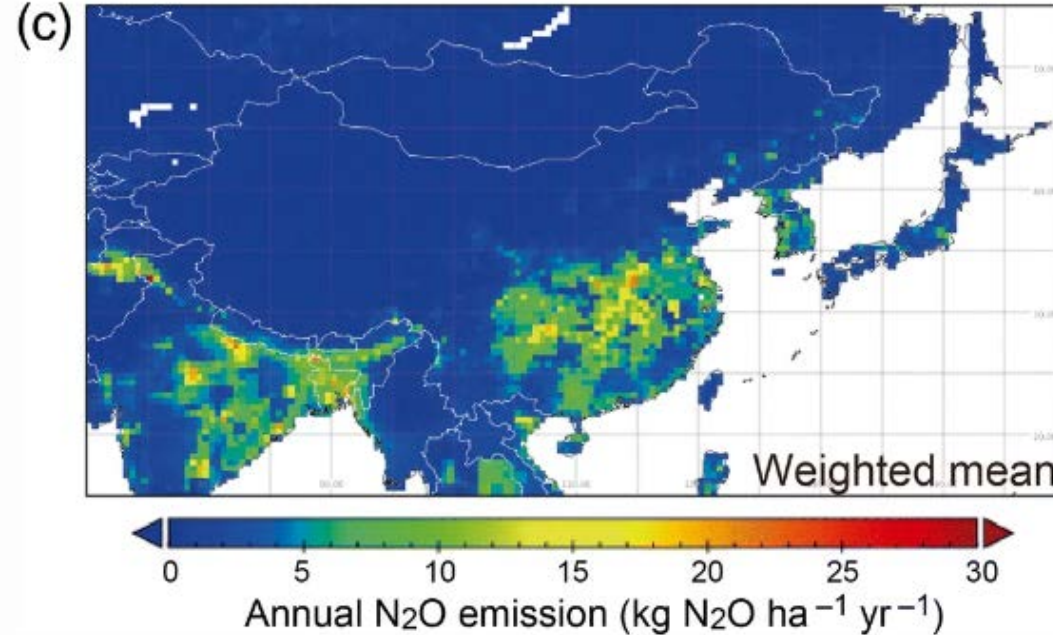 (c)
Weighted mean
0 5 10 15 20 25 30
Annual N₂O emission (kg N₂O ha⁻¹ yr⁻¹)